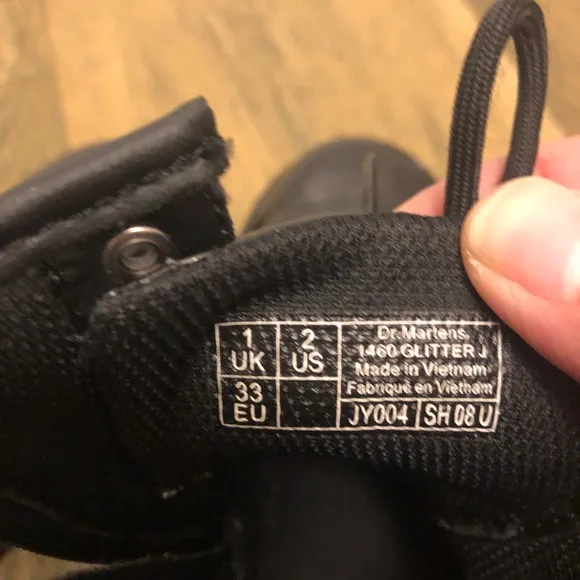 1 UK
2 US
33 EU
Dr.Martens.
1460 GLITTER J
Made in Vietnam
Fabriqué en Vietnam
JY004
SH 08 U